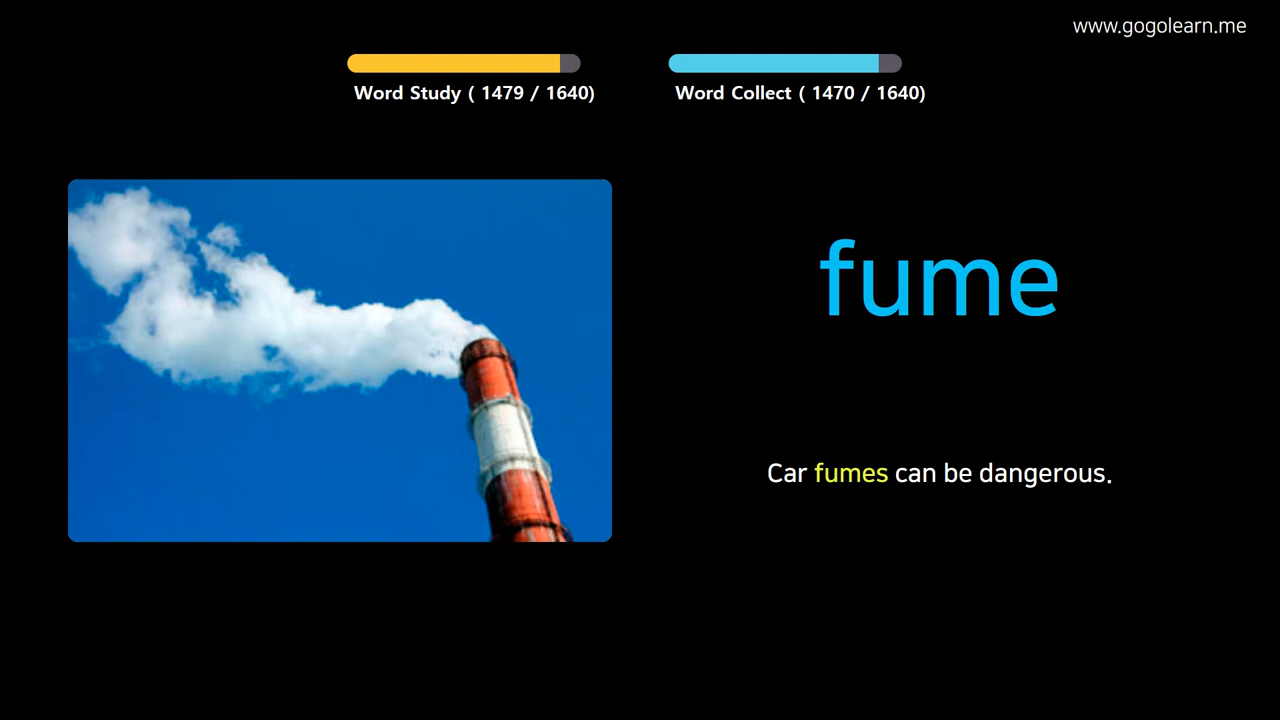 www.gogolearn.me
Word Study ( 1479 / 1640)
Word Collect ( 1470 / 1640)
fume
Car fumes can be dangerous.